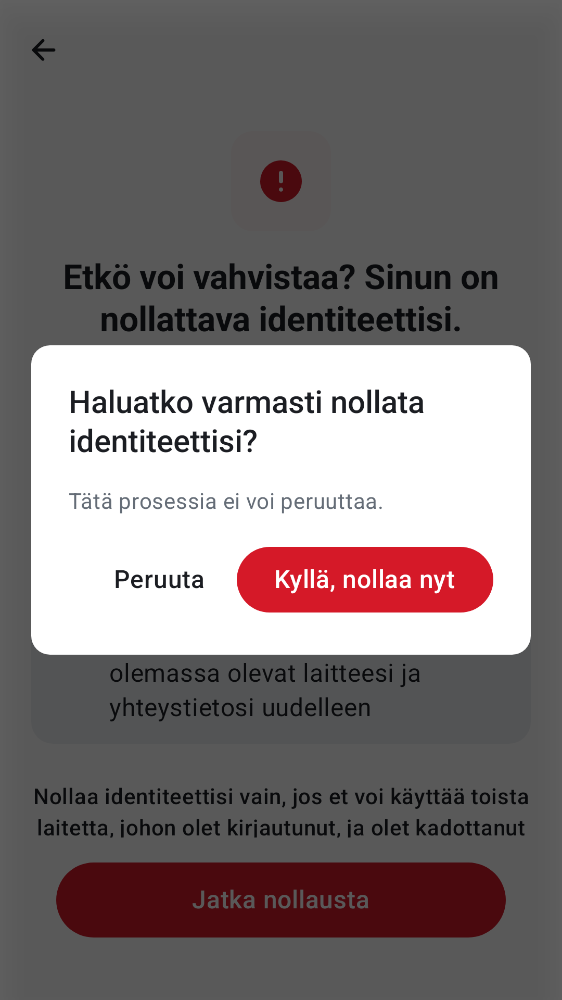 Etkö voi vahvistaa? Sinun on
nollattava identiteettisi.
Haluatko varmasti nollata
identiteettisi?
Tätä prosessia ei voi peruuttaa.
Peruuta
Kyllä, nollaa nyt
olemassa olevat laitteesi ja
yhteystietosi uudelleen
Nollaa identiteettisi vain, jos et voi käyttää toista
laitetta, johon olet kirjautunut, ja olet kadottanut
Jatka nollausta